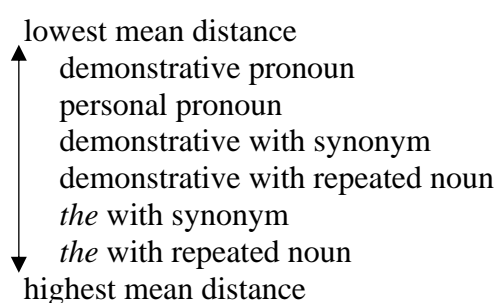 lowest mean distance
demonstrative pronoun
personal pronoun
demonstrative with synonym
demonstrative with repeated noun
the with synonym
the with repeated noun
highest mean distance